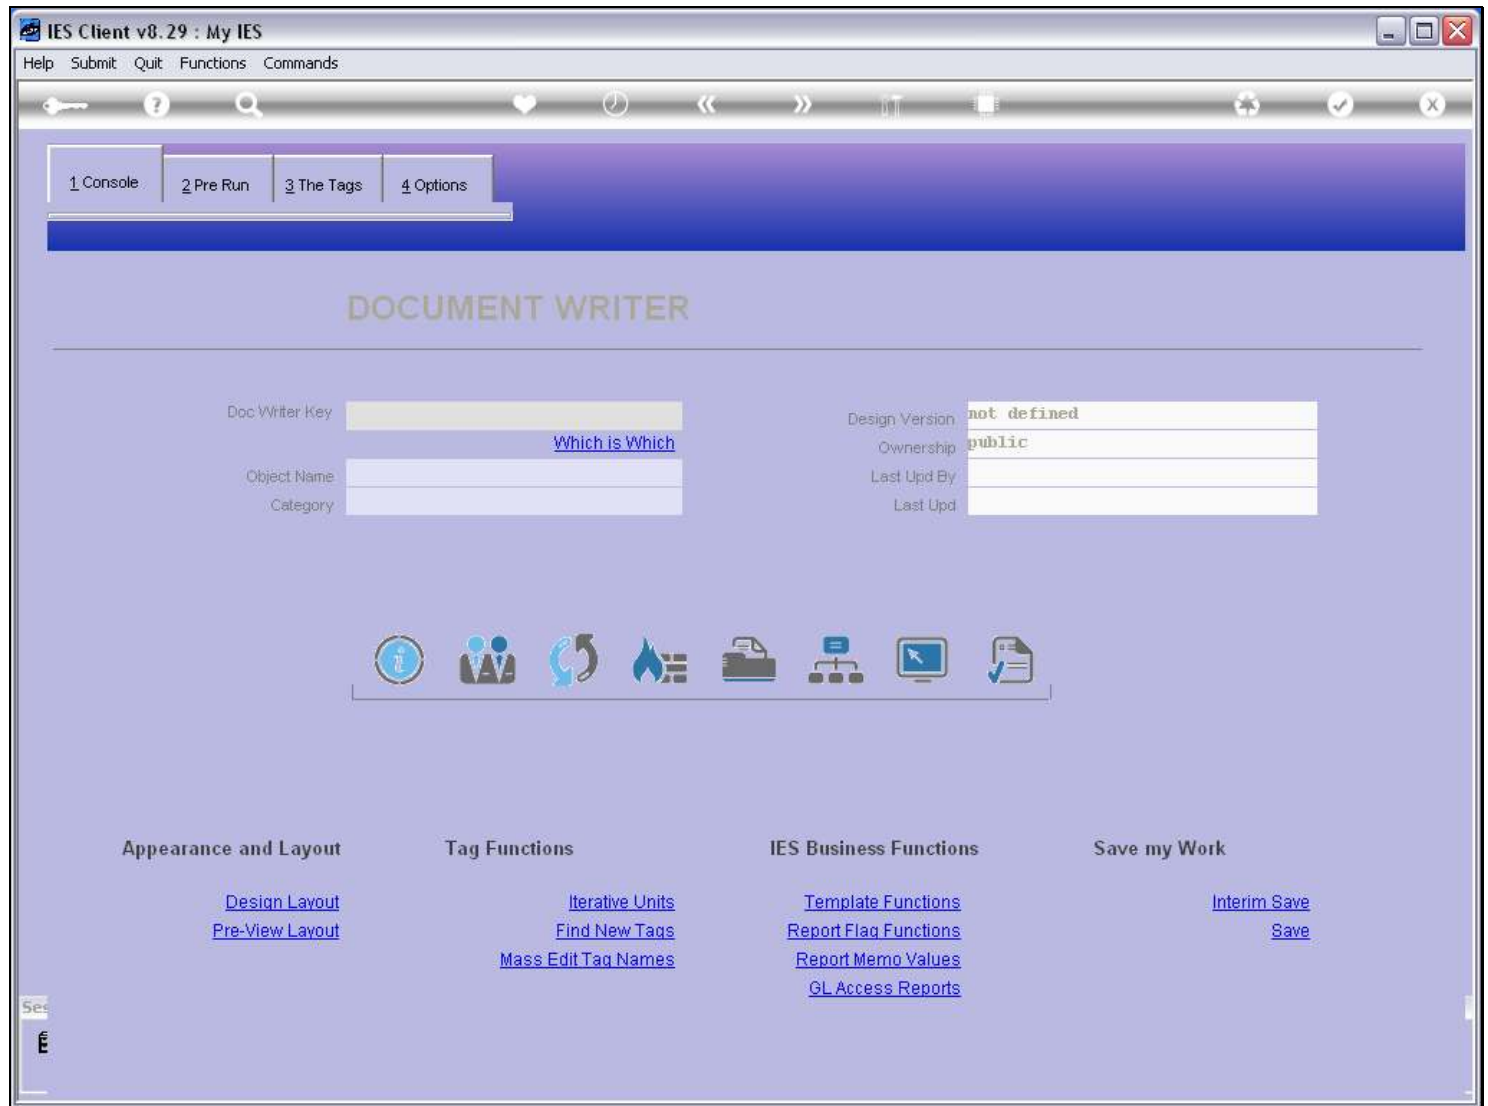 IES Client v8.29 : My IES
Help Submit Quit Functions Commands
1 Console 2 Pre Run 3 The Tags 4 Options
DOCUMENT WRITER
Doc Writer Key
Design Version not defined
Which is Which
Ownership public
Object Name
Last Upd By
Category
Last Upd
Appearance and Layout Tag Functions IES Business Functions Save my Work
Design Layout Iterative Units Template Functions Interim Save
Pre-View Layout Find New Tags Report Flag Functions Save
Mass Edit Tag Names Report Memo Values
GL Access Reports
Ses